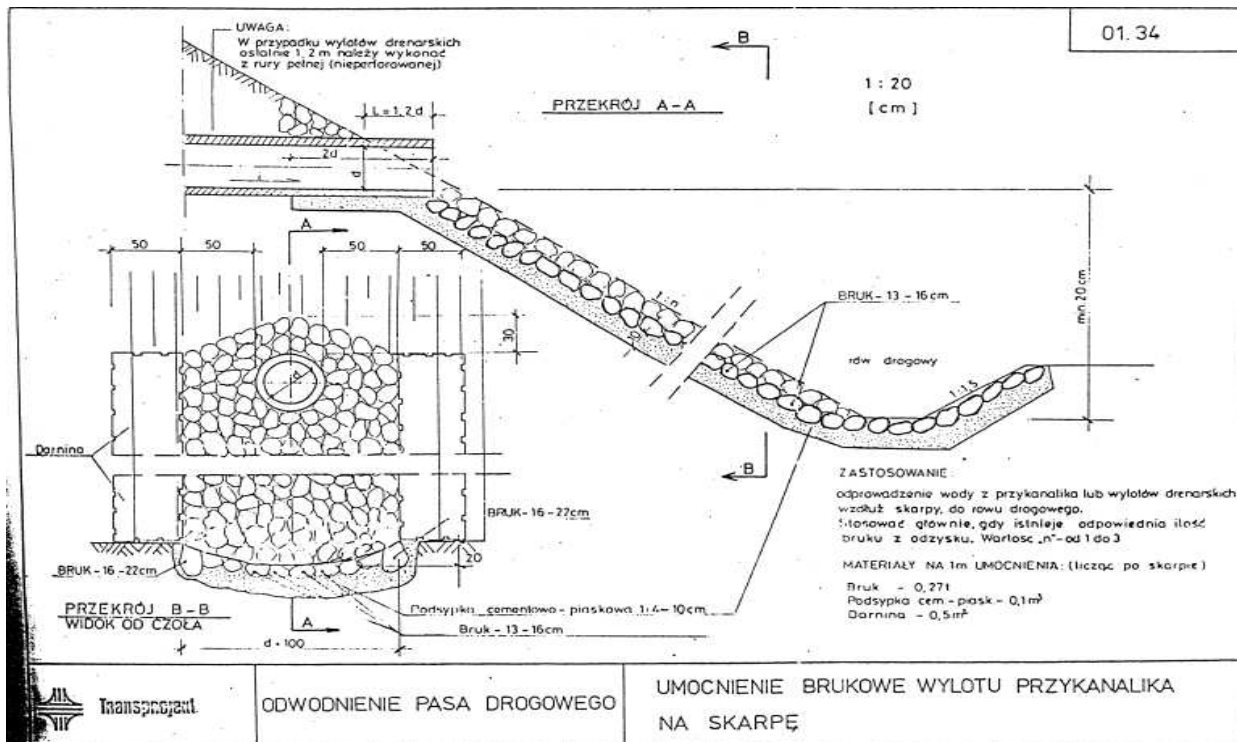 UWAGA:
W przypadku wylotów drenarskich
ostatnie 1,2 m należy wykonać
z rury pełnej (nieperforowanej)
B
01.34
1:20
[cm]
PRZEKRÓJ A-A
L=1,2 d
2d
d
A
50
50
50
50
30
d
1:n
10
BRUK-13-16cm
rów drogowy
1:1,5
min 20cm
B
Darnina
BRUK-16-22cm
BRUK-16-22cm
20
PRZEKRÓJ B-B
WIDOK OD CZOŁA
A
d+100
Podsypka cementowo-piaskowa 1:4-10cm
Bruk-13-16cm
ZASTOSOWANIE:
odprowadzenie wody z przykanalika lub wylotów drenarskich
wzdłuż skarpy, do rowu drogowego.
Stosować głównie, gdy istnieje odpowiednia ilość
bruku z odzysku. Wartość „n"-od 1 do 3
MATERIAŁY NA 1m UMOCNIENIA: (licząc po skarpie)
Bruk - 0,27t
Podsypka cem-piask-0,1m³
Darnina - 0,5m²
Transprojekt
ODWODNIENIE PASA DROGOWEGO
UMOCNIENIE BRUKOWE WYLOTU PRZYKANALIKA
NA SKARPĘ